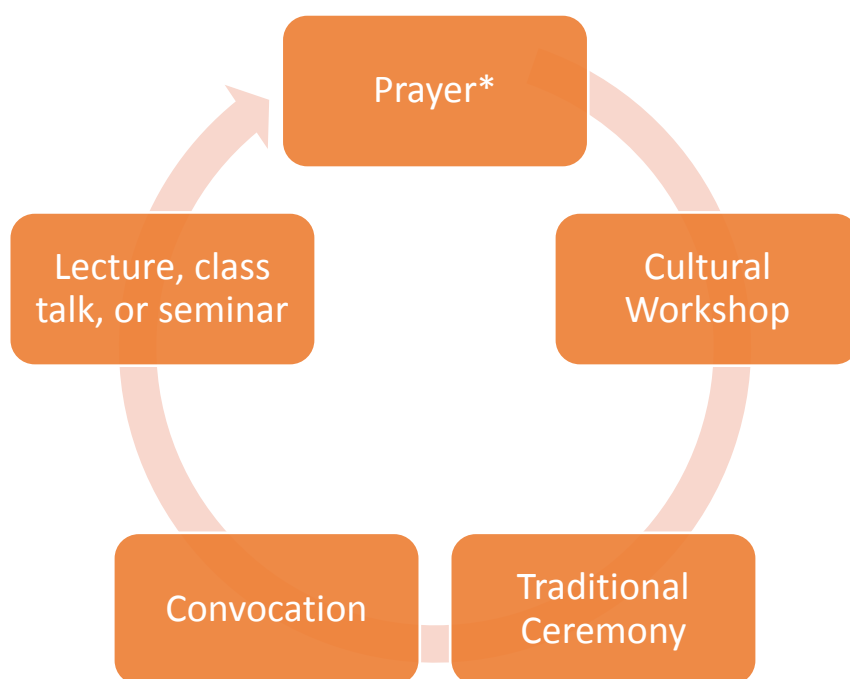 Prayer*
Cultural
Workshop
Traditional
Ceremony
Convocation
Lecture, class
talk, or seminar